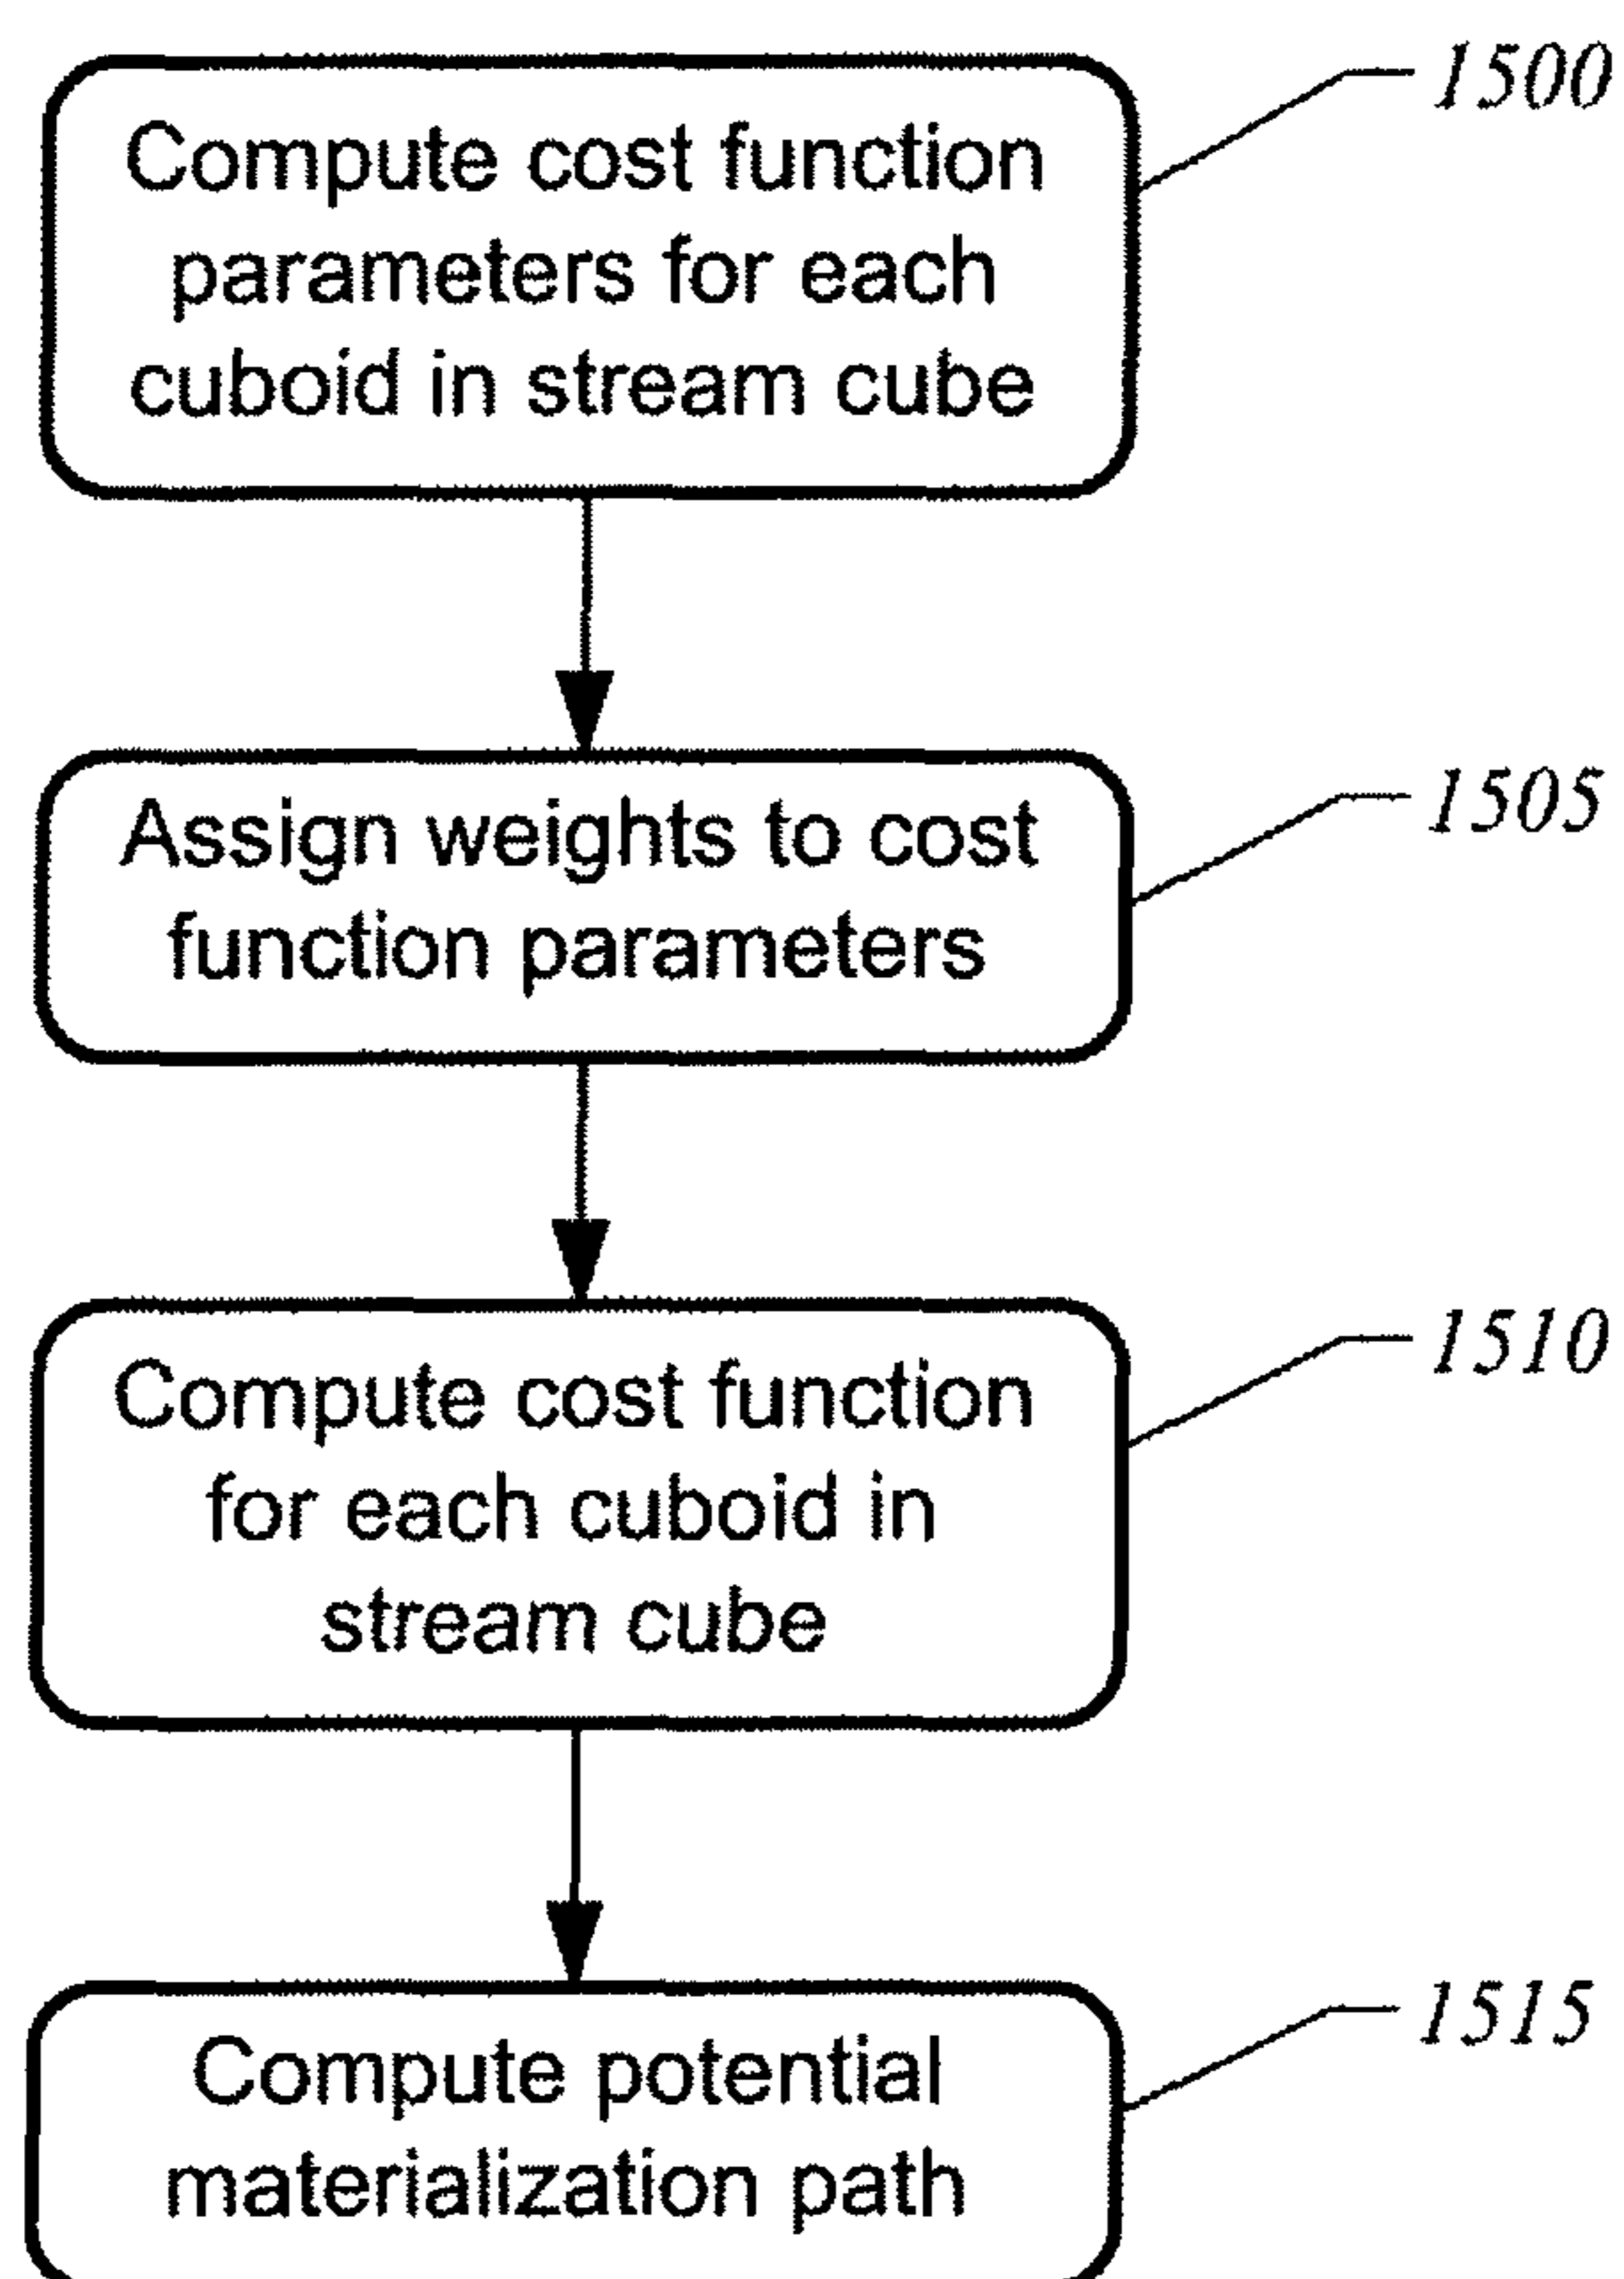 1500
Compute cost function
parameters for each
cuboid in stream cube
1505
Assign weights to cost
function parameters
1510
Compute cost function
for each cuboid in
stream cube
1515
Compute potential
materialization path